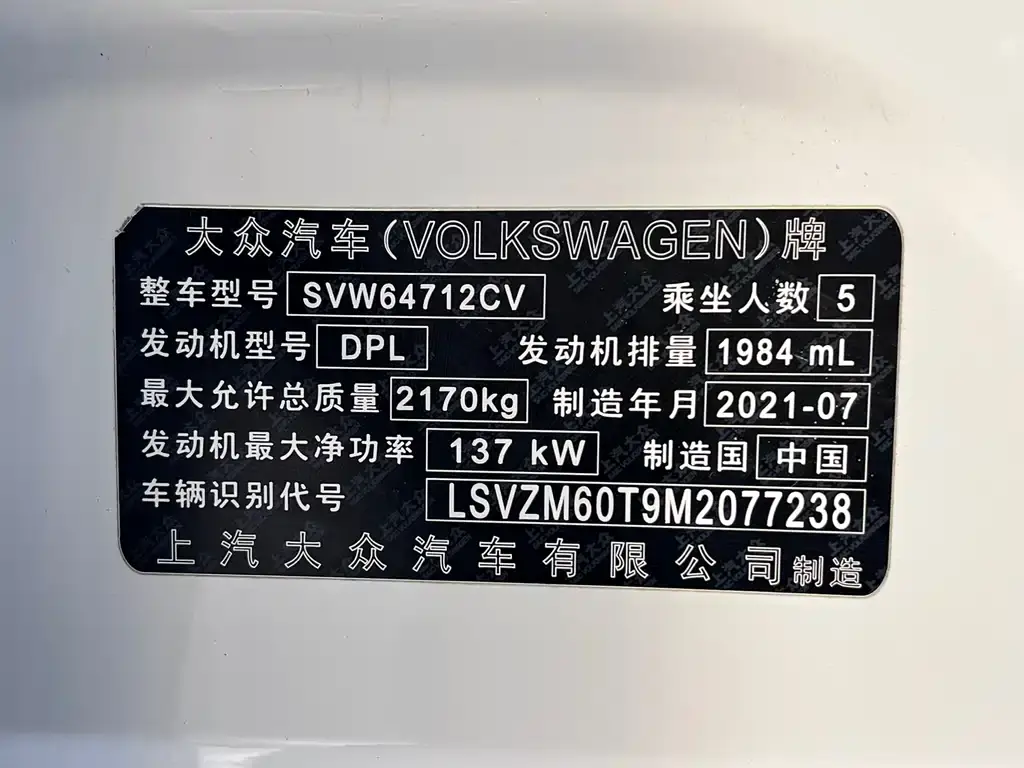 大众汽车(VOLKSWAGEN)牌
整车型号 SVW64712CV 乘坐人数 5
发动机型号 DPL 发动机排量 1984 mL
最大允许总质量 2170kg 制造年月 2021-07
发动机最大净功率 137 kW 制造国 中国
车辆识别代号 LSVZM60T9M2077238
上汽大众汽车有限公司制造